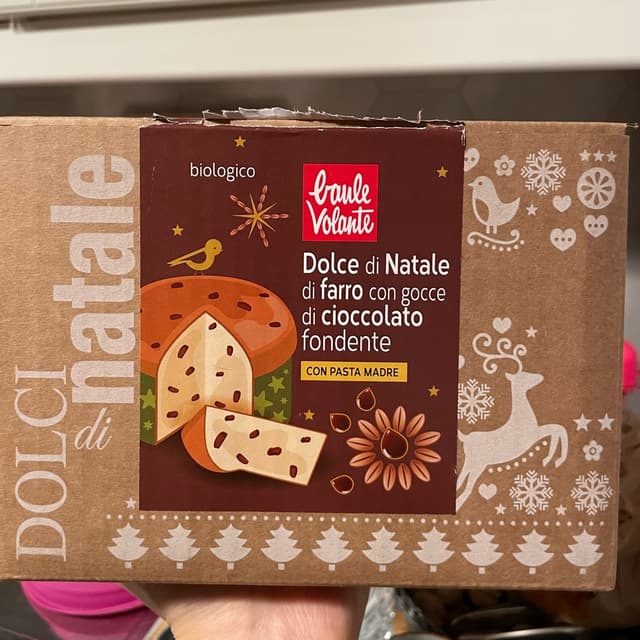 DOLCI
di
natale
biologico
baule
Volante
Dolce di Natale
di farro con gocce
di cioccolato
fondente
CON PASTA MADRE